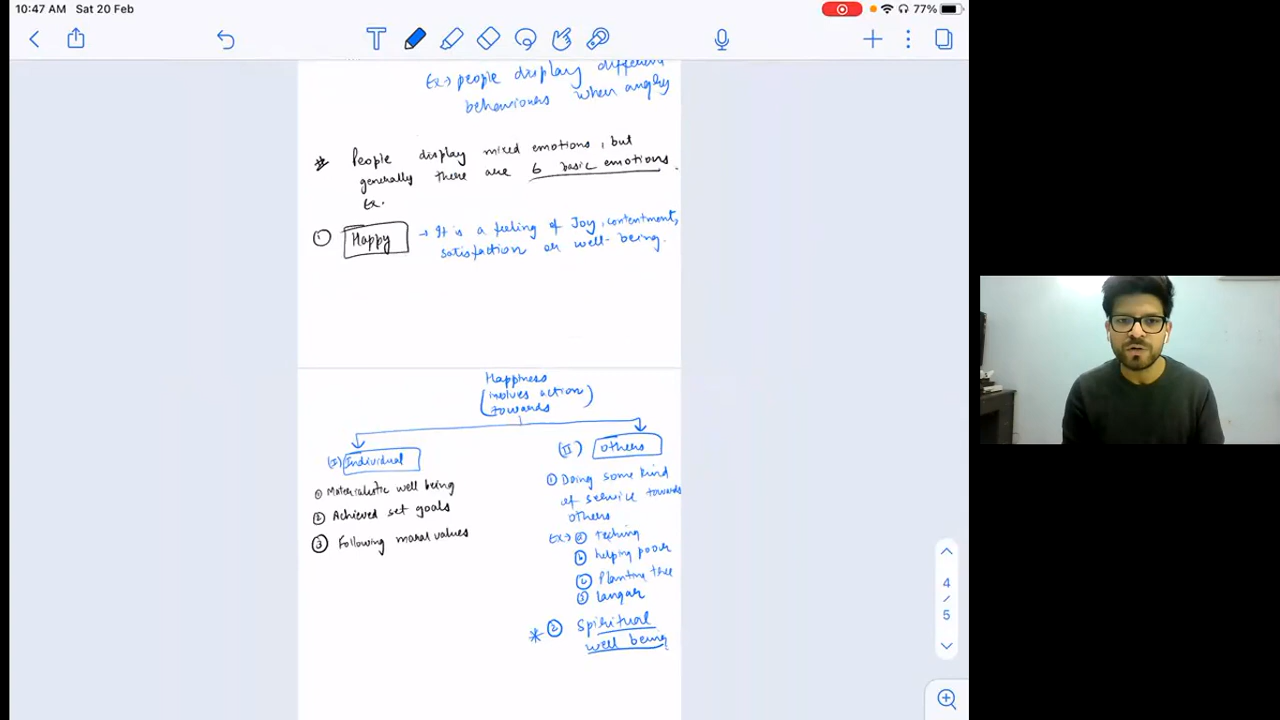 10:47 AM Sat 20 Feb
77%
Ex→ people display different
behaviours when angry
* People display mixed emotions, but
generally there are 6 basic emotions.
Ex.
① Happy → It is a feeling of Joy, contentment,
satisfaction or well-being.
Happiness
(involves action)
towards
(I) Individual
① Materialistic well being
② Achieved set goals
③ Following moral values
(II) Others
① Doing some kind
of service towards
others
Ex→ ⓐ teching
ⓑ helping poor
② Planting tree
③ langar
* ② Spiritual
well being
4
/
5